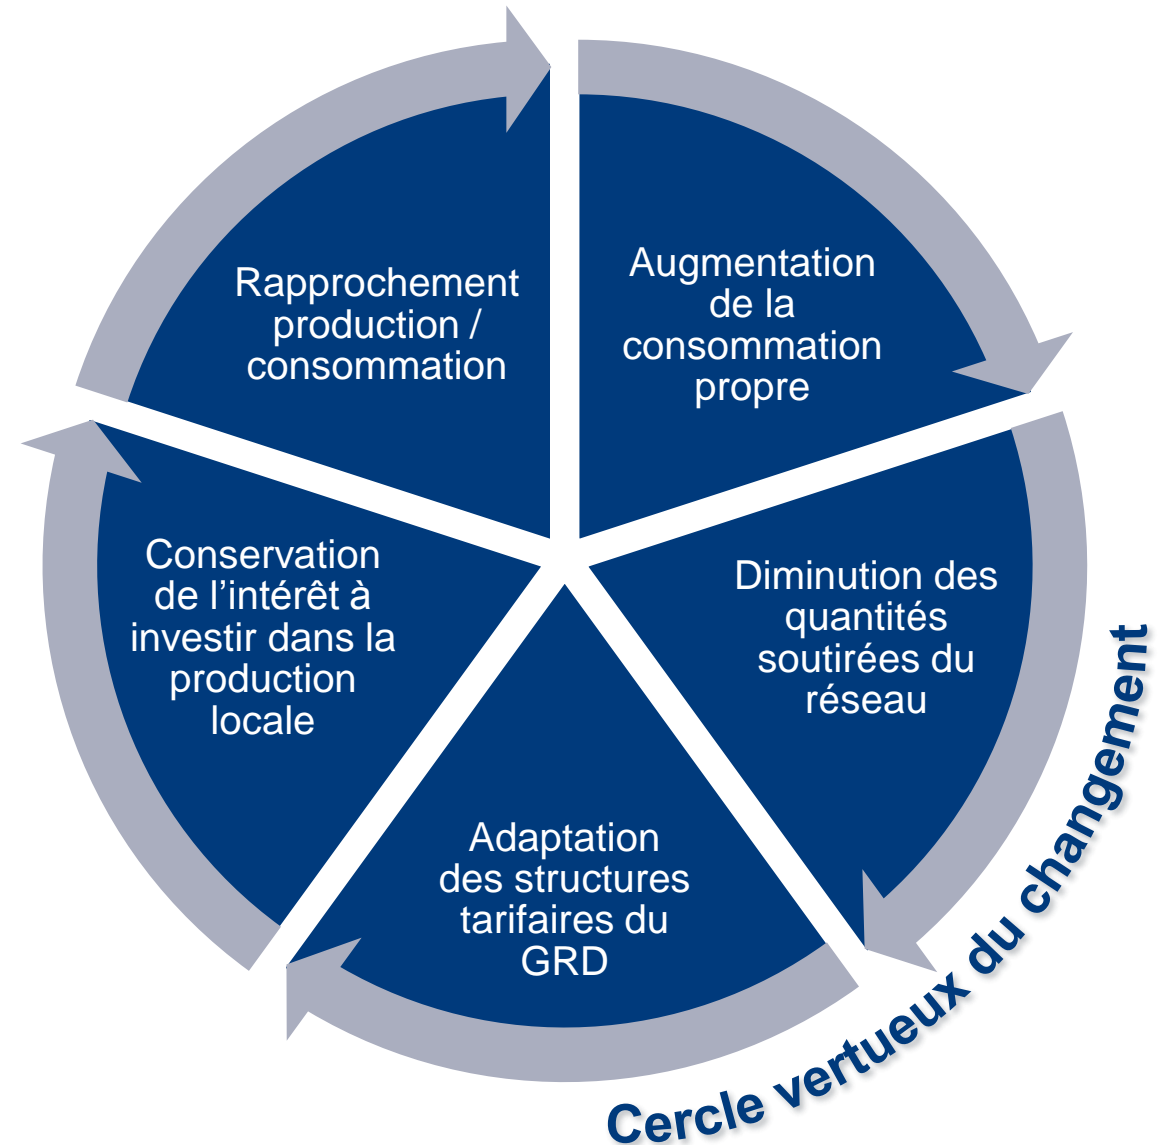 Rapprochement
production /
consommation
Augmentation
de la
consommation
propre
Diminution des
quantités
soutirées du
réseau
Adaptation
des structures
tarifaires du
GRD
Conservation
de l’intérêt à
investir dans la
production
locale
Cercle vertueux du changement